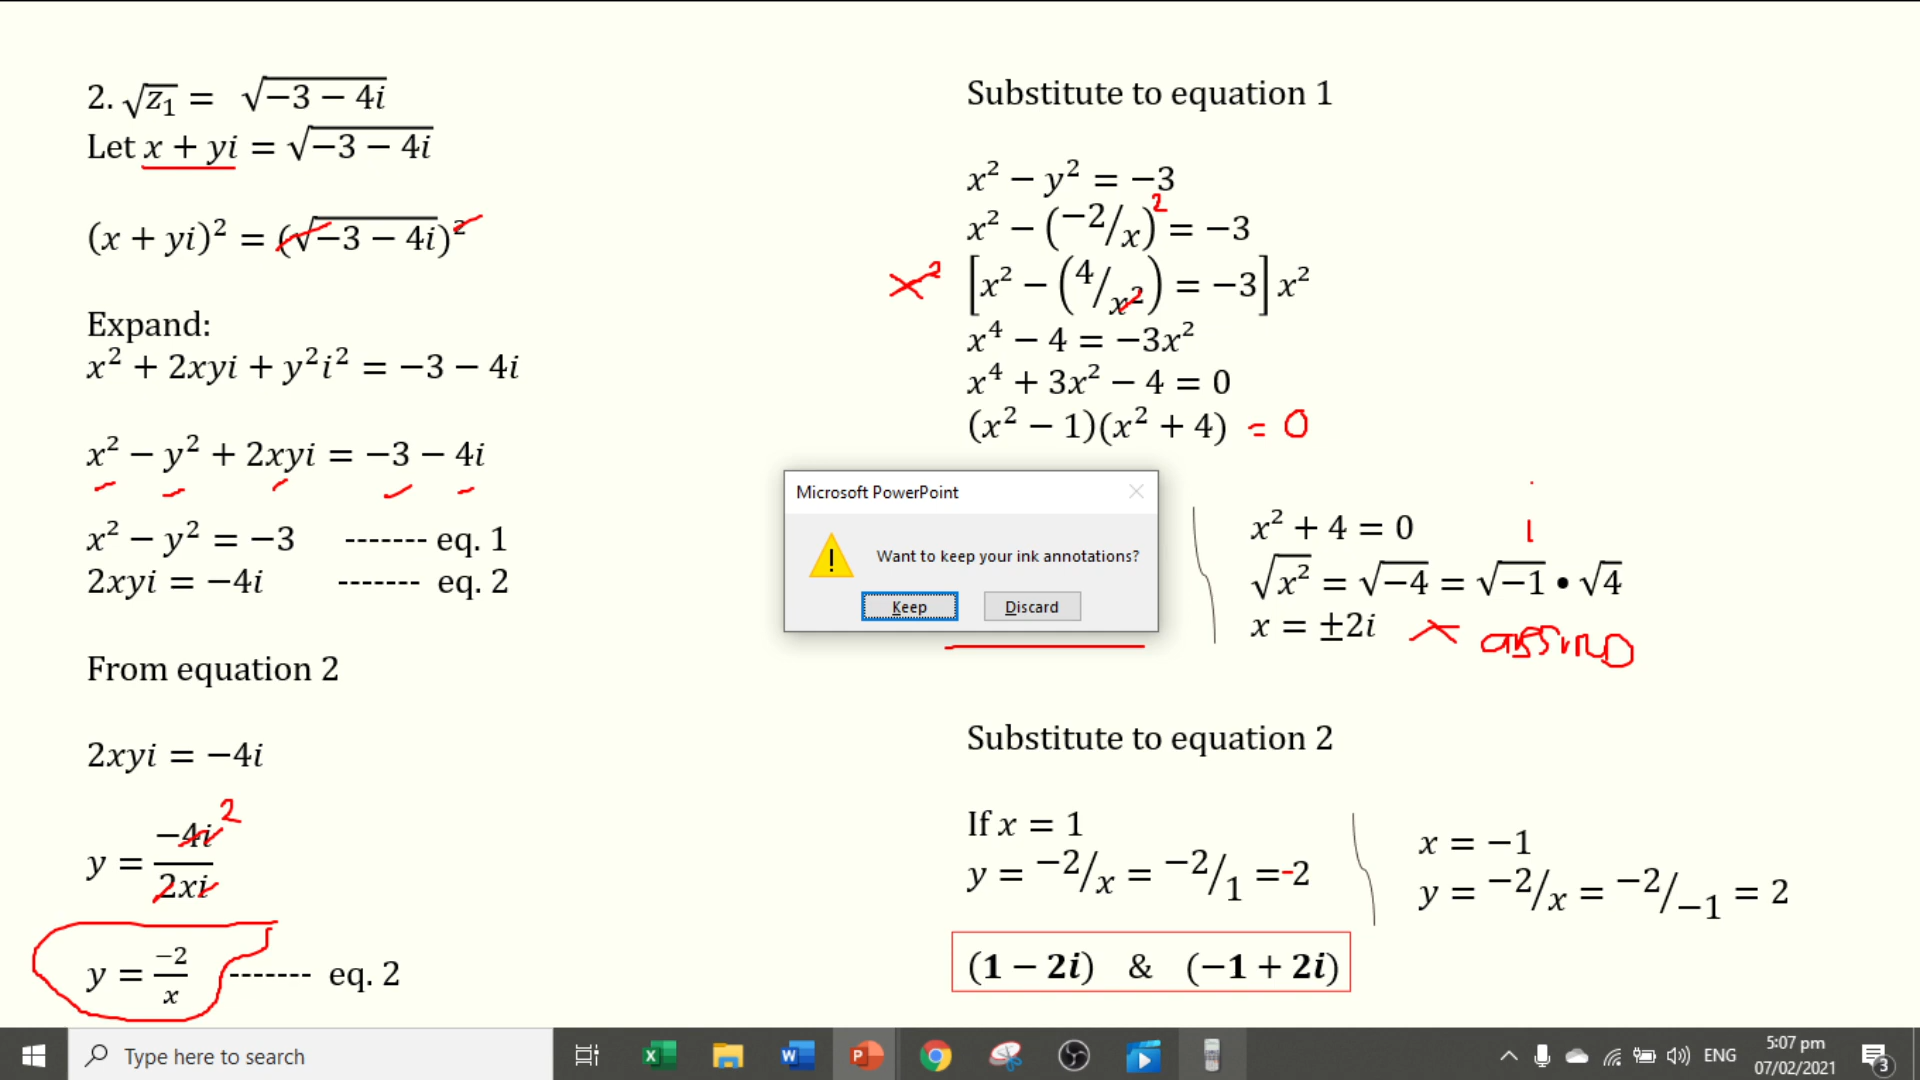 2. √z₁ = √−3 − 4i
Let x + yi = √−3 − 4i
(x + yi)² = (√−3 − 4i)²
Expand:
x² + 2xyi + y²i² = −3 − 4i
x² − y² + 2xyi = −3 − 4i
x² − y² = −3 ------- eq. 1
2xyi = −4i ------- eq. 2
From equation 2
2xyi = −4i
y = −4i/2xi
2
y = −2/x ------- eq. 2
Substitute to equation 1
x² − y² = −3
x² − (−2/x)² = −3
x² [x² − (4/x²) = −3] x²
x⁴ − 4 = −3x²
x⁴ + 3x² − 4 = 0
(x² − 1)(x² + 4) = 0
Microsoft PowerPoint
Want to keep your ink annotations?
Keep Discard
x² + 4 = 0
i
√x² = √−4 = √−1 • √4
x = ±2i
Substitute to equation 2
If x = 1
y = −2/x = −2/1 =-2
x = −1
y = −2/x = −2/−1 = 2
(1 − 2i) & (−1 + 2i)
Type here to search
ENG
5:07 pm
07/02/2021
3